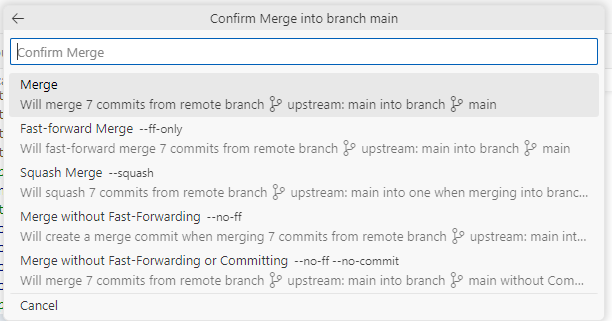 Confirm Merge into branch main
Confirm Merge
Merge
Will merge 7 commits from remote branch upstream: main into branch main
Fast-forward Merge --ff-only
Will fast-forward merge 7 commits from remote branch upstream: main into branch main
Squash Merge --squash
Will squash 7 commits from remote branch upstream: main into one when merging into branc...
Merge without Fast-Forwarding --no-ff
Will create a merge commit when merging 7 commits from remote branch upstream: main int...
Merge without Fast-Forwarding or Committing --no-ff --no-commit
Will merge 7 commits from remote branch upstream: main into branch main without Com...
Cancel